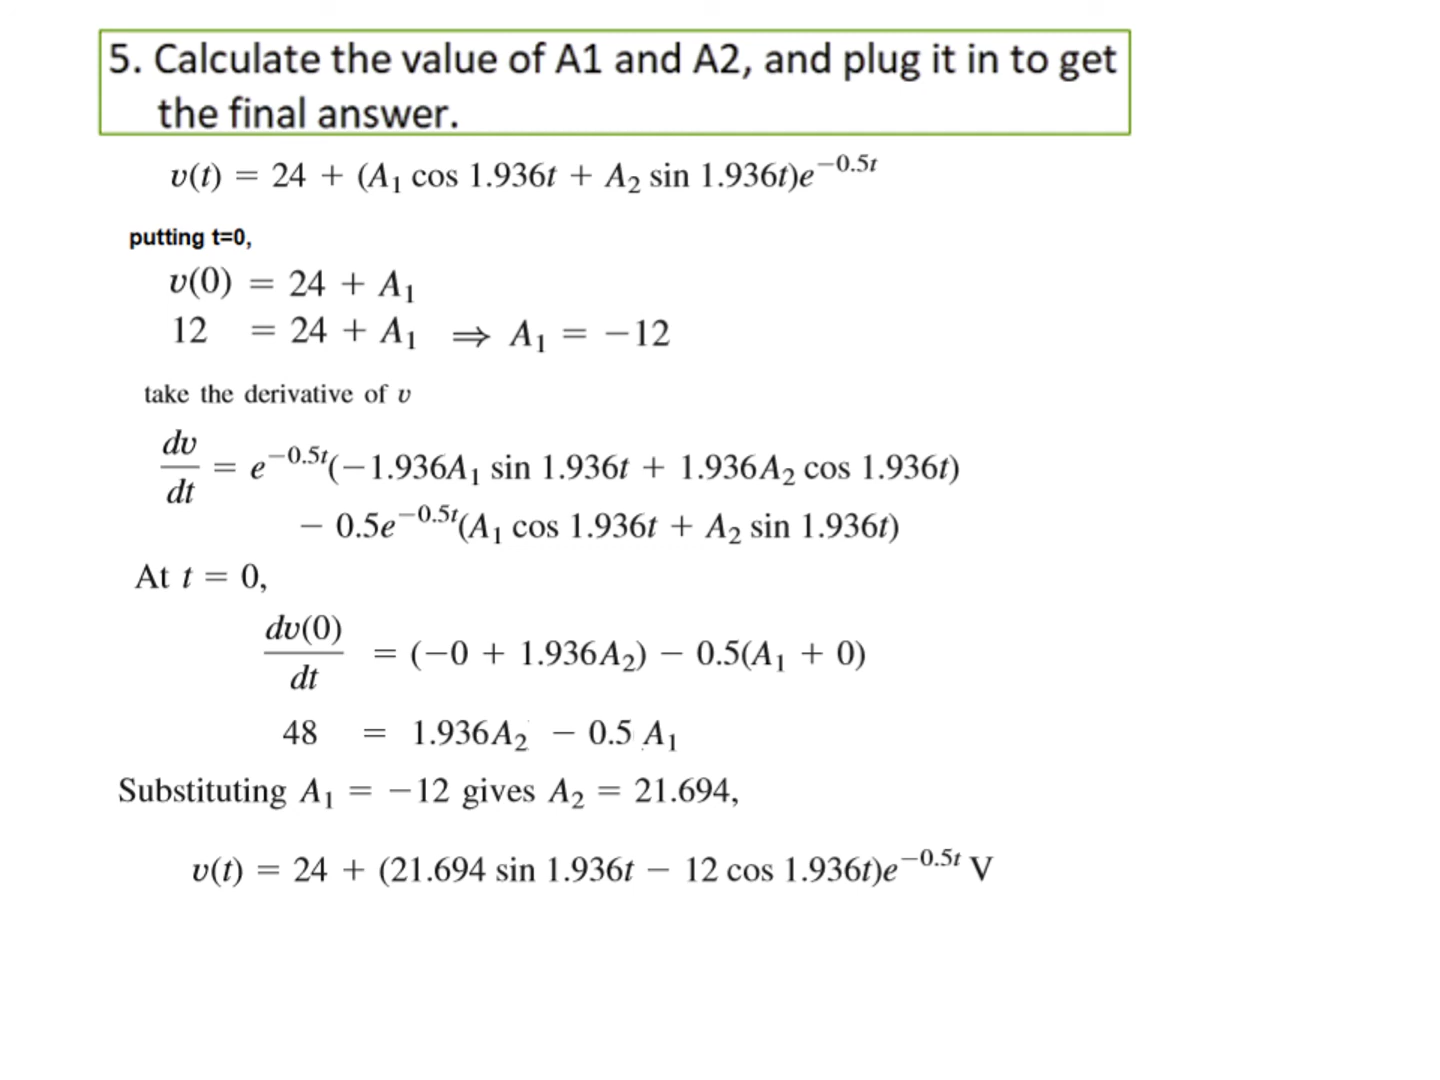 5. Calculate the value of A1 and A2, and plug it in to get
the final answer.
v(t) = 24 + (A₁ cos 1.936t + A₂ sin 1.936t)e^−0.5t
putting t=0,
v(0) = 24 + A₁
12 = 24 + A₁ ⇒ A₁ = −12
take the derivative of v
dv/dt = e^−0.5t(−1.936A₁ sin 1.936t + 1.936A₂ cos 1.936t)
− 0.5e^−0.5t(A₁ cos 1.936t + A₂ sin 1.936t)
At t = 0,
dv(0)/dt = (−0 + 1.936A₂) − 0.5(A₁ + 0)
48 = 1.936A₂ − 0.5 A₁
Substituting A₁ = −12 gives A₂ = 21.694,
v(t) = 24 + (21.694 sin 1.936t − 12 cos 1.936t)e^−0.5t V